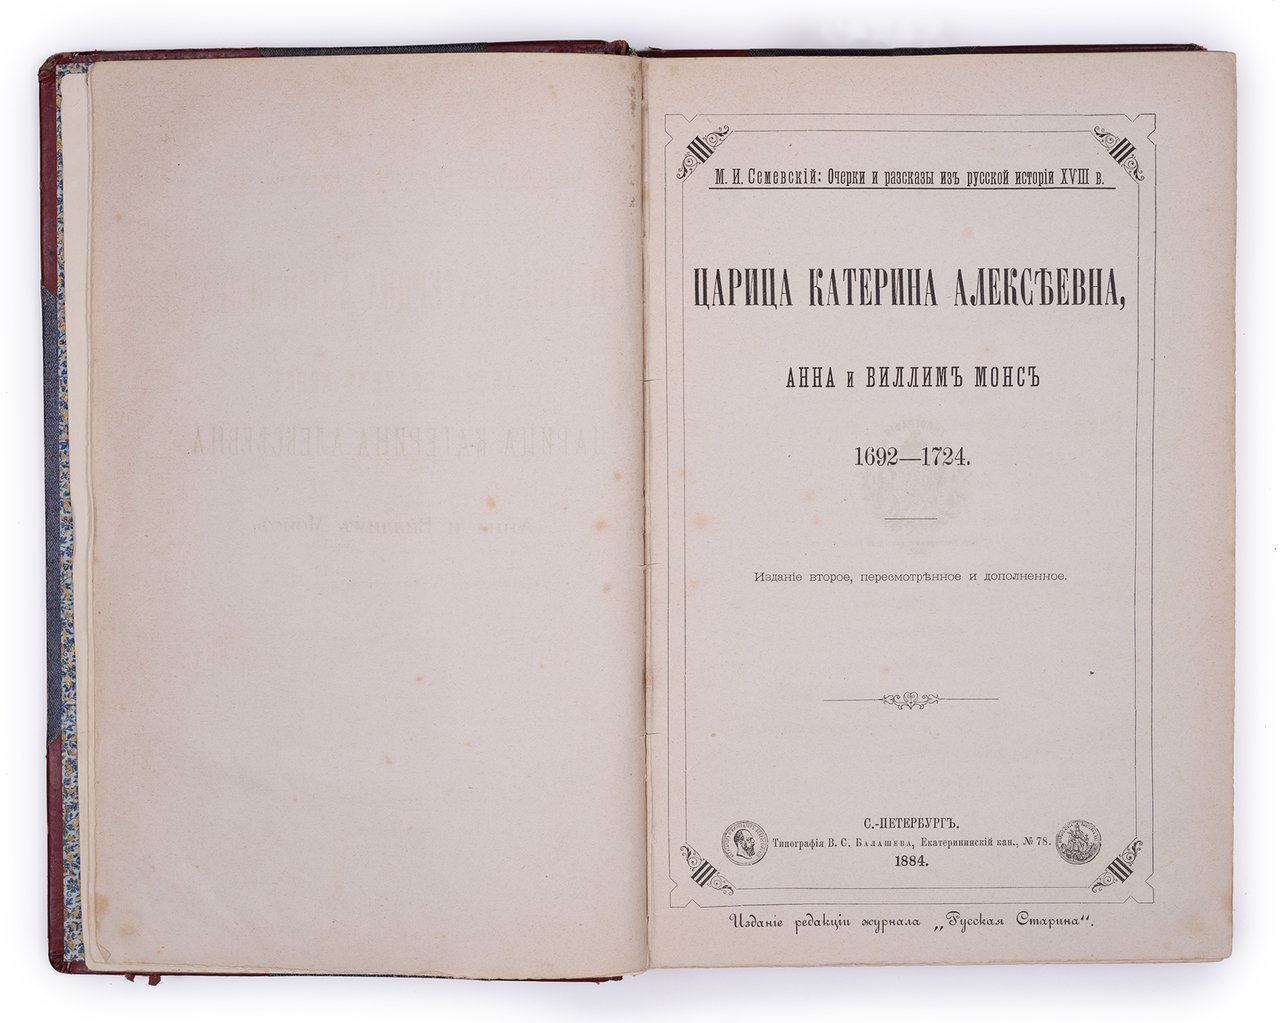 М. И. Семевскій: Очерки и разсказы изъ русской исторіи XVIII в.
ЦАРИЦА КАТЕРИНА АЛЕКСѢЕВНА,
АННА и ВИЛЛИМЪ МОНСЪ
1692—1724.
Изданіе второе, пересмотрѣнное и дополненное.
С.-ПЕТЕРБУРГЪ.
Типографія В. С. Балашева, Екатерининскій кан., № 78.
1884.
Изданіе редакціи журнала „Русская Старина“.